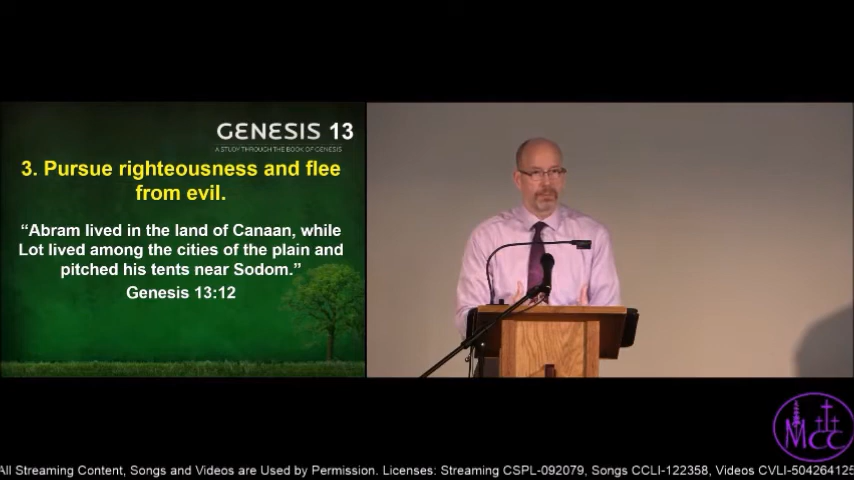 GENESIS 13
A STUDY THROUGH THE BOOK OF GENESIS
3. Pursue righteousness and flee
from evil.
“Abram lived in the land of Canaan, while
Lot lived among the cities of the plain and
pitched his tents near Sodom.”
Genesis 13:12
MCC
All Streaming Content, Songs and Videos are Used by Permission. Licenses: Streaming CSPL-092079, Songs CCLI-122358, Videos CVLI-504264125